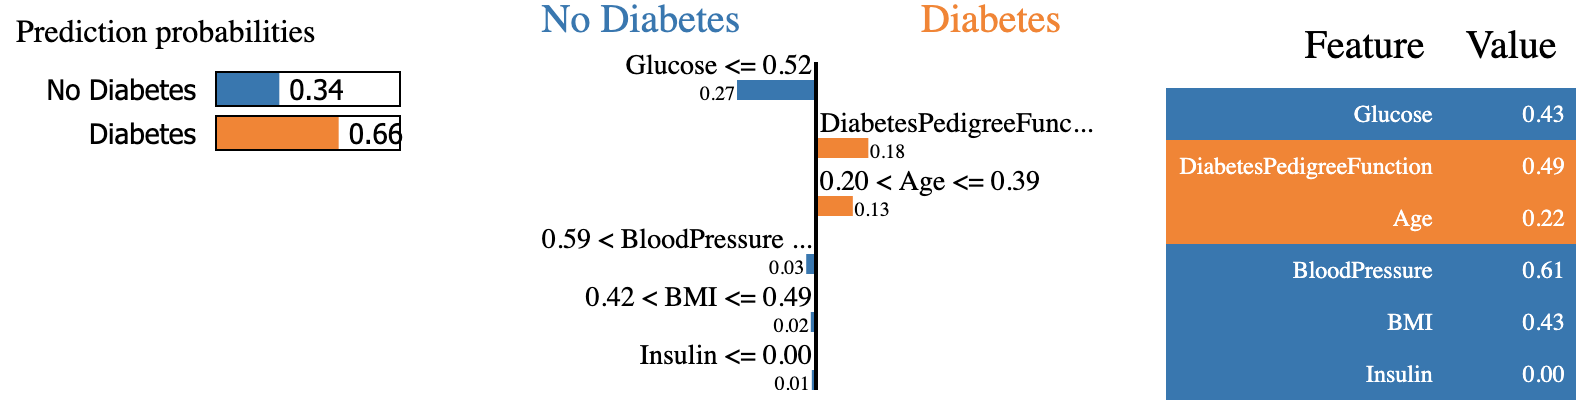 Prediction probabilities
No Diabetes 0.34
Diabetes 0.66
No Diabetes Diabetes
Glucose <= 0.52
0.27
DiabetesPedigreeFunc...
0.18
0.20 < Age <= 0.39
0.13
0.59 < BloodPressure ...
0.03
0.42 < BMI <= 0.49
0.02
Insulin <= 0.00
0.01
Feature Value
Glucose 0.43
DiabetesPedigreeFunction 0.49
Age 0.22
BloodPressure 0.61
BMI 0.43
Insulin 0.00